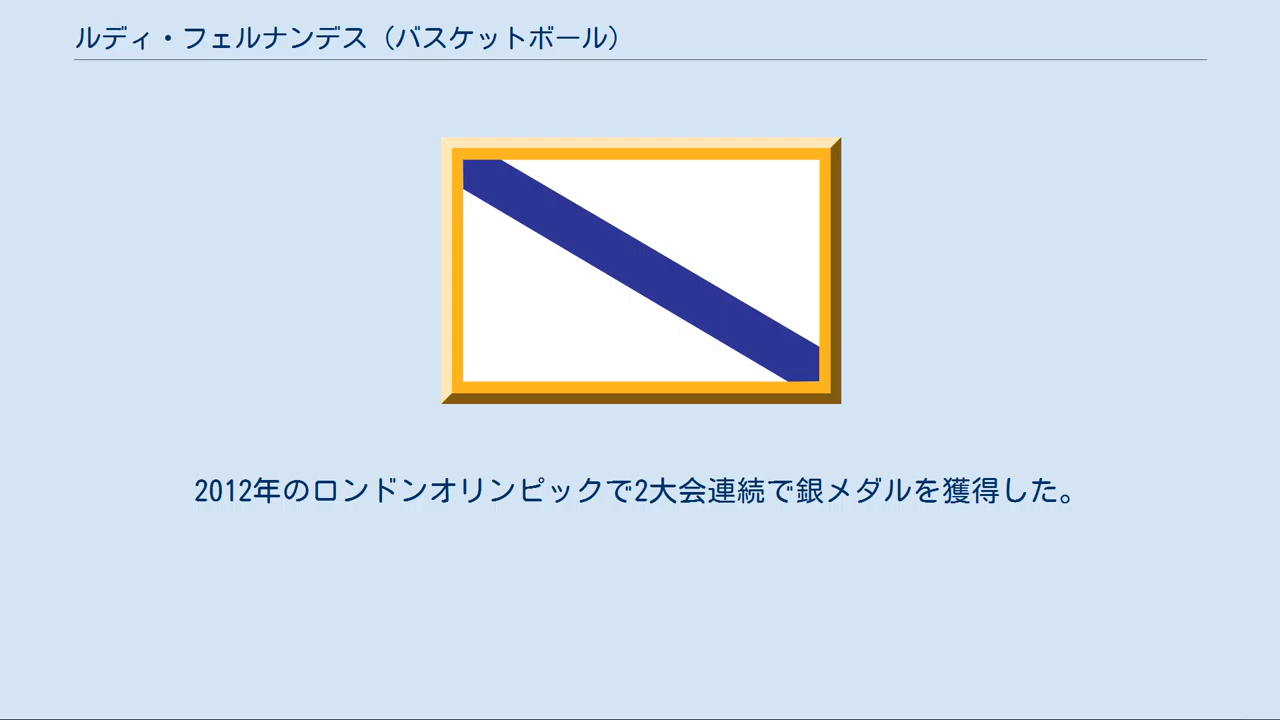 ルディ・フェルナンデス（バスケットボール）
2012年のロンドンオリンピックで2大会連続で銀メダルを獲得した。